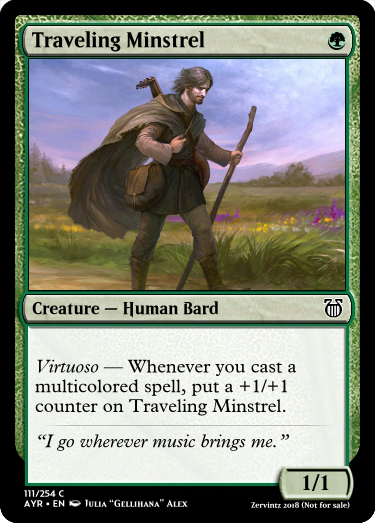 Traveling Minstrel
Creature — Human Bard
Virtuoso — Whenever you cast a
multicolored spell, put a +1/+1
counter on Traveling Minstrel.
“I go wherever music brings me.”
1/1
111/254 C
AYR • EN Julia “Gellihana” Alex
Zervintz 2018 (Not for sale)